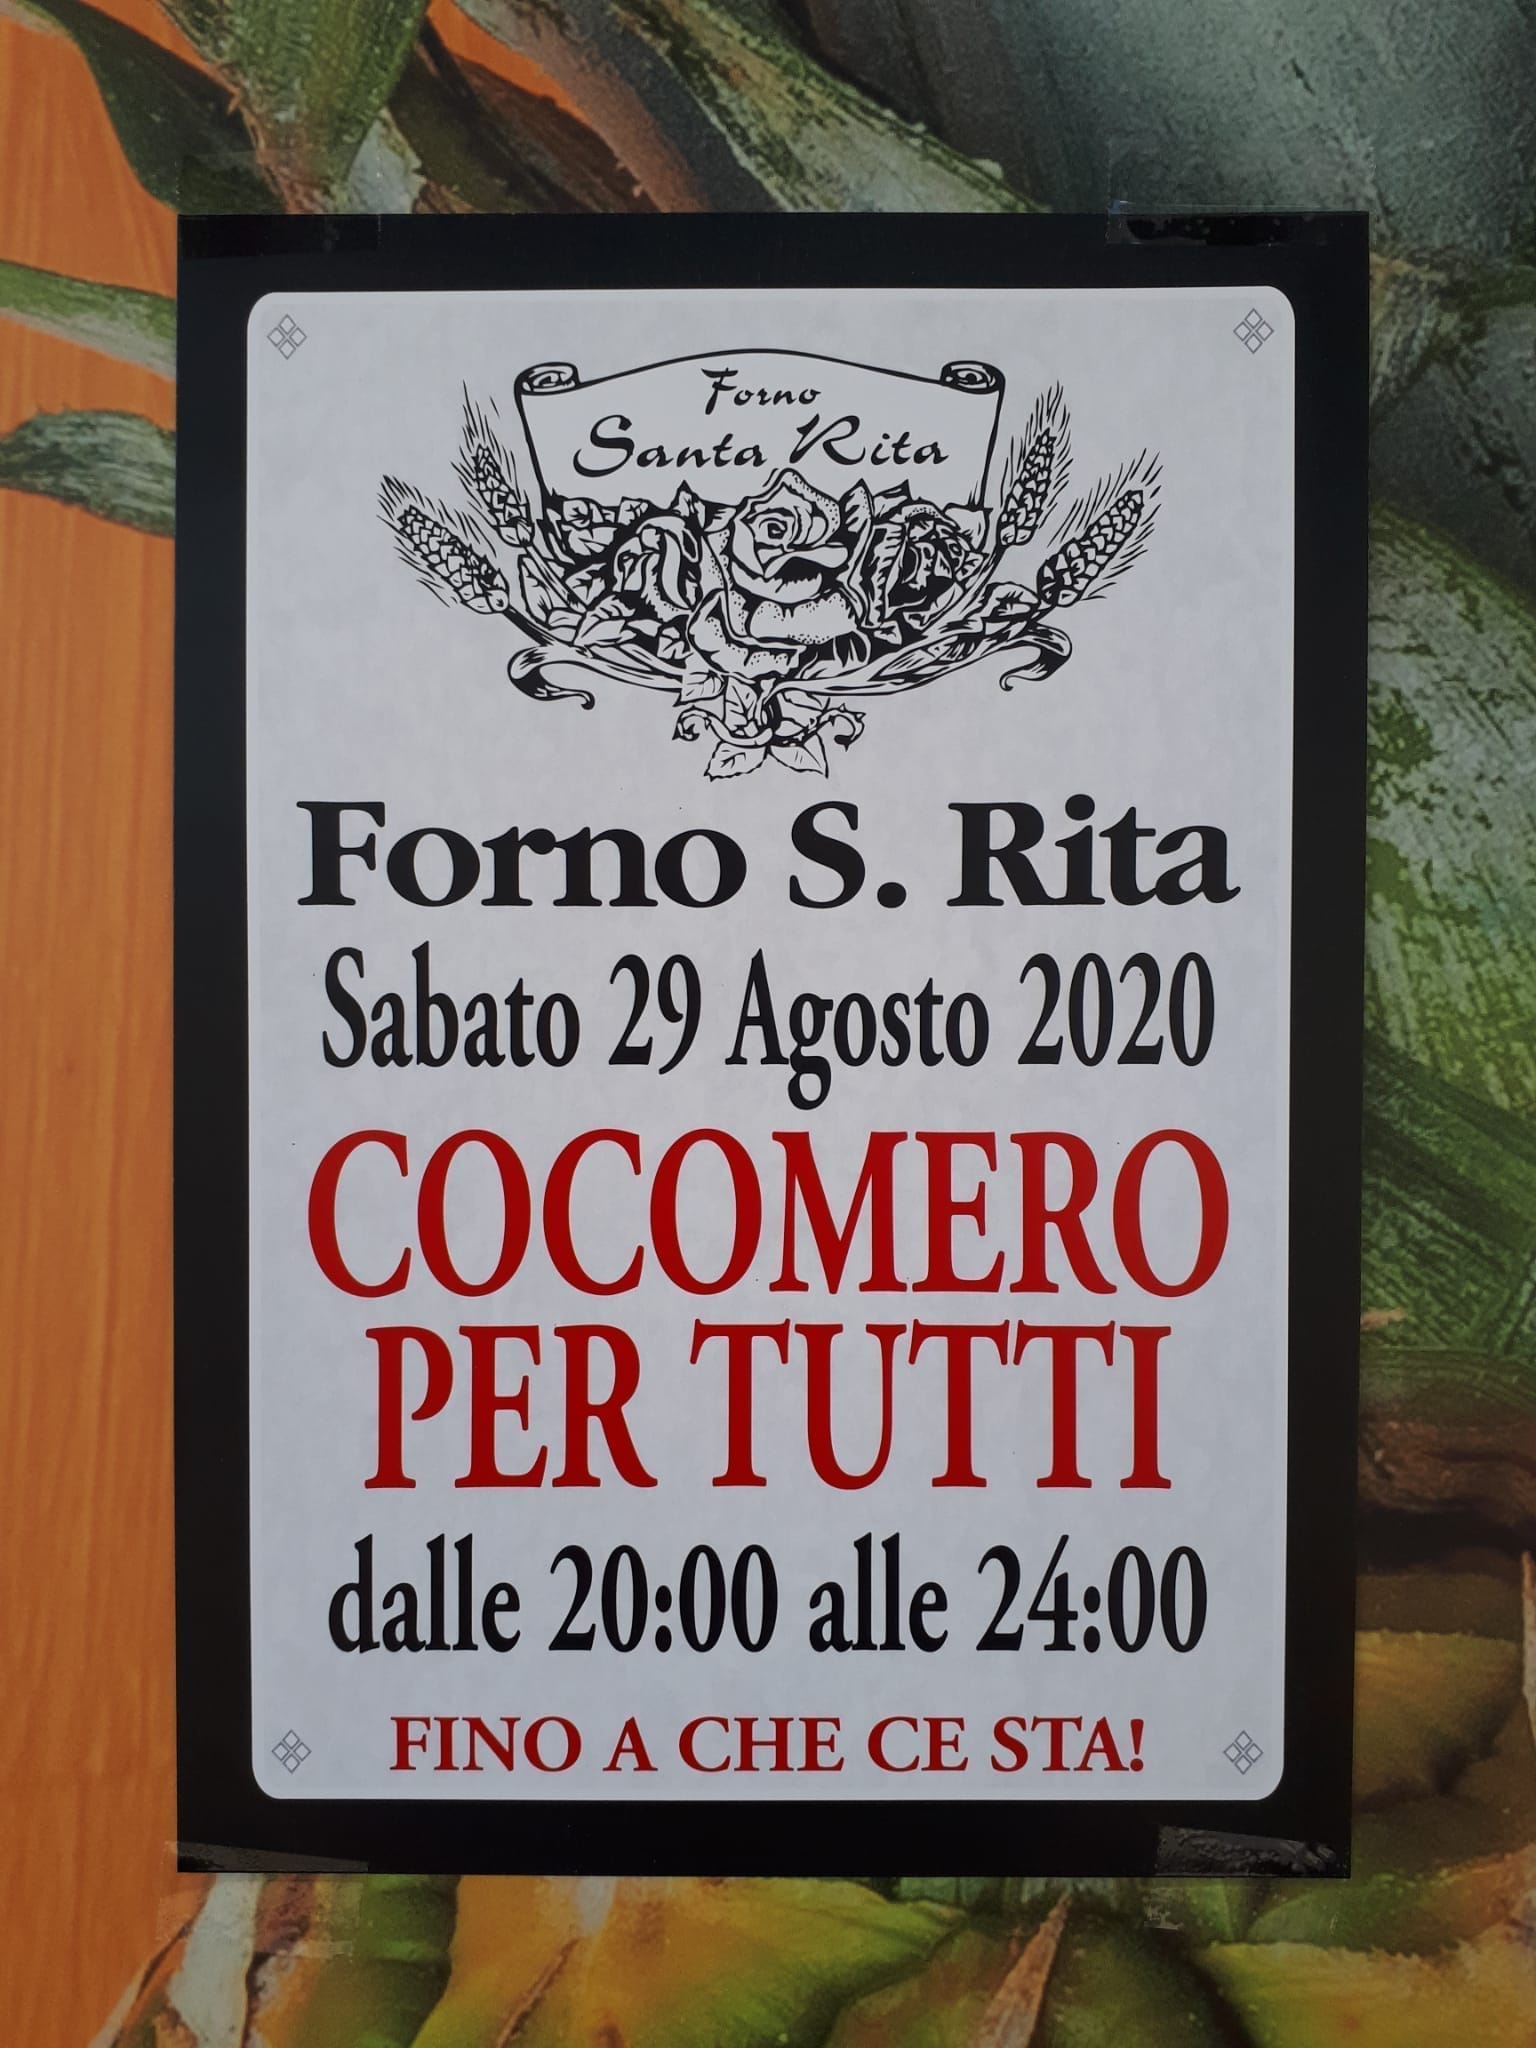 Forno
Santa Rita
Forno S. Rita
Sabato 29 Agosto 2020
COCOMERO
PER TUTTI
dalle 20:00 alle 24:00
FINO A CHE CE STA!